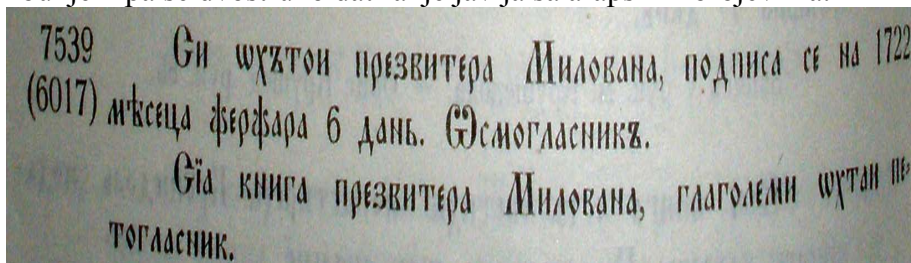 7539 Си ѡхътои презвитера Милована, подписа се на 1722
(6017) мѣсеца ферфара 6 дань. Ѡсмогласникъ.
Сїа книга презвитера Милована, глаголеми ѡхтаи пе-
тогласник.